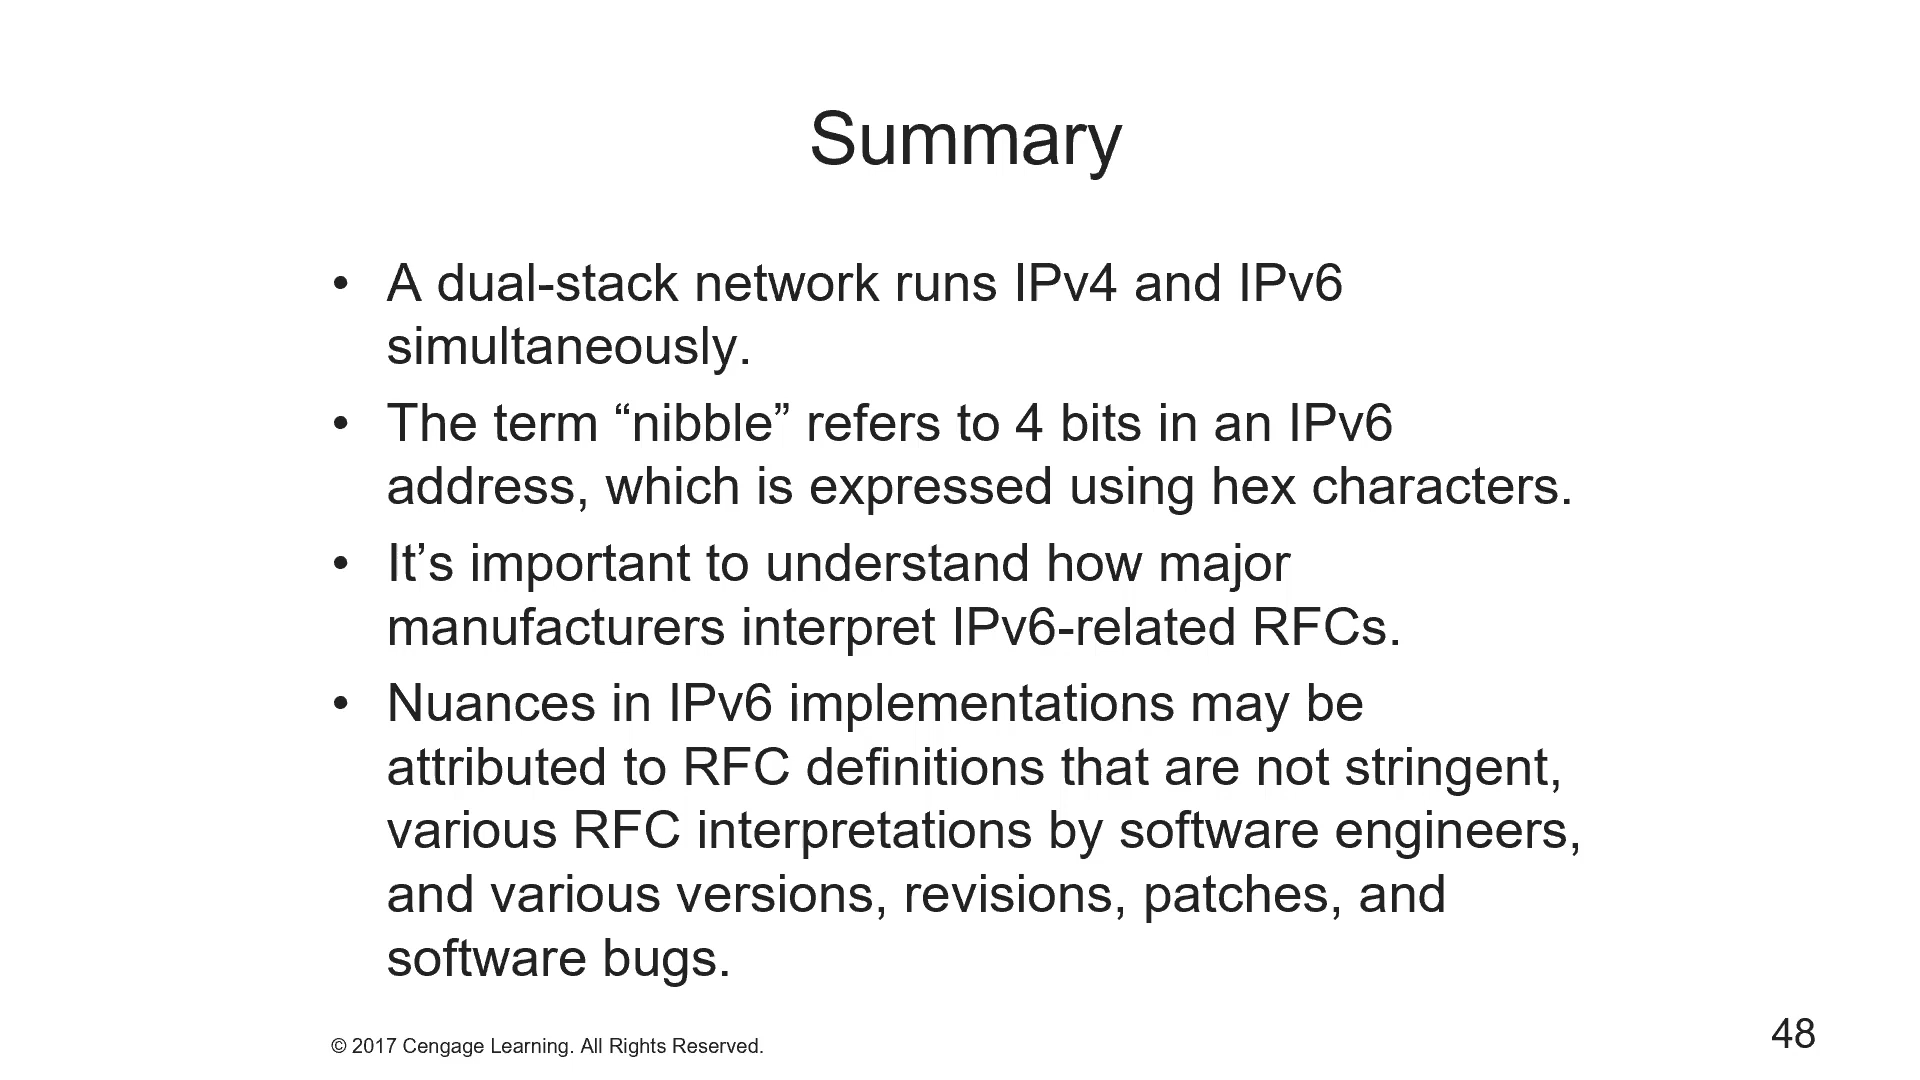 Summary
• A dual-stack network runs IPv4 and IPv6
simultaneously.
• The term “nibble” refers to 4 bits in an IPv6
address, which is expressed using hex characters.
• It’s important to understand how major
manufacturers interpret IPv6-related RFCs.
• Nuances in IPv6 implementations may be
attributed to RFC definitions that are not stringent,
various RFC interpretations by software engineers,
and various versions, revisions, patches, and
software bugs.
© 2017 Cengage Learning. All Rights Reserved.
48